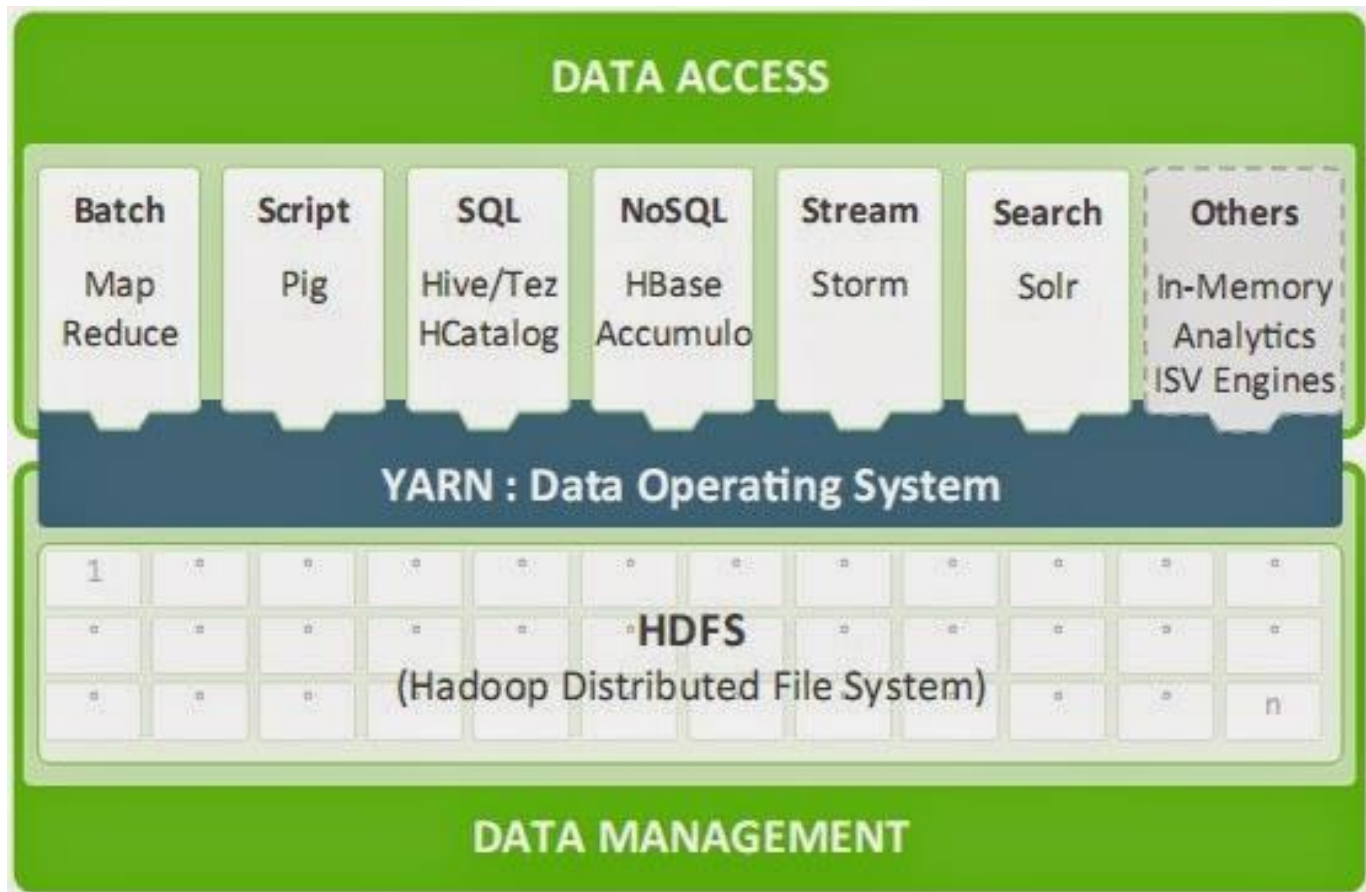 DATA ACCESS
Batch
Map
Reduce
Script
Pig
SQL
Hive/Tez
HCatalog
NoSQL
HBase
Accumulo
Stream
Storm
Search
Solr
Others
In-Memory
Analytics
ISV Engines
YARN : Data Operating System
1
HDFS
(Hadoop Distributed File System)
n
DATA MANAGEMENT